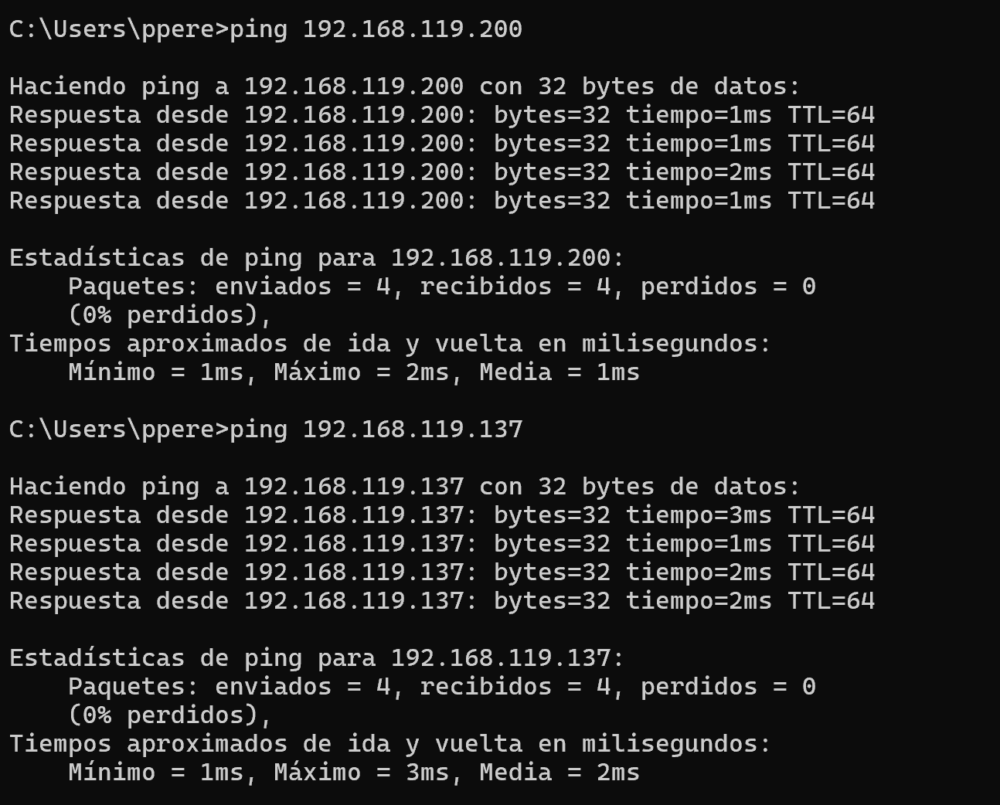 C:\Users\ppere>ping 192.168.119.200
Haciendo ping a 192.168.119.200 con 32 bytes de datos:
Respuesta desde 192.168.119.200: bytes=32 tiempo=1ms TTL=64
Respuesta desde 192.168.119.200: bytes=32 tiempo=1ms TTL=64
Respuesta desde 192.168.119.200: bytes=32 tiempo=2ms TTL=64
Respuesta desde 192.168.119.200: bytes=32 tiempo=1ms TTL=64
Estadísticas de ping para 192.168.119.200:
    Paquetes: enviados = 4, recibidos = 4, perdidos = 0
    (0% perdidos),
Tiempos aproximados de ida y vuelta en milisegundos:
    Mínimo = 1ms, Máximo = 2ms, Media = 1ms
C:\Users\ppere>ping 192.168.119.137
Haciendo ping a 192.168.119.137 con 32 bytes de datos:
Respuesta desde 192.168.119.137: bytes=32 tiempo=3ms TTL=64
Respuesta desde 192.168.119.137: bytes=32 tiempo=1ms TTL=64
Respuesta desde 192.168.119.137: bytes=32 tiempo=2ms TTL=64
Respuesta desde 192.168.119.137: bytes=32 tiempo=2ms TTL=64
Estadísticas de ping para 192.168.119.137:
    Paquetes: enviados = 4, recibidos = 4, perdidos = 0
    (0% perdidos),
Tiempos aproximados de ida y vuelta en milisegundos:
    Mínimo = 1ms, Máximo = 3ms, Media = 2ms